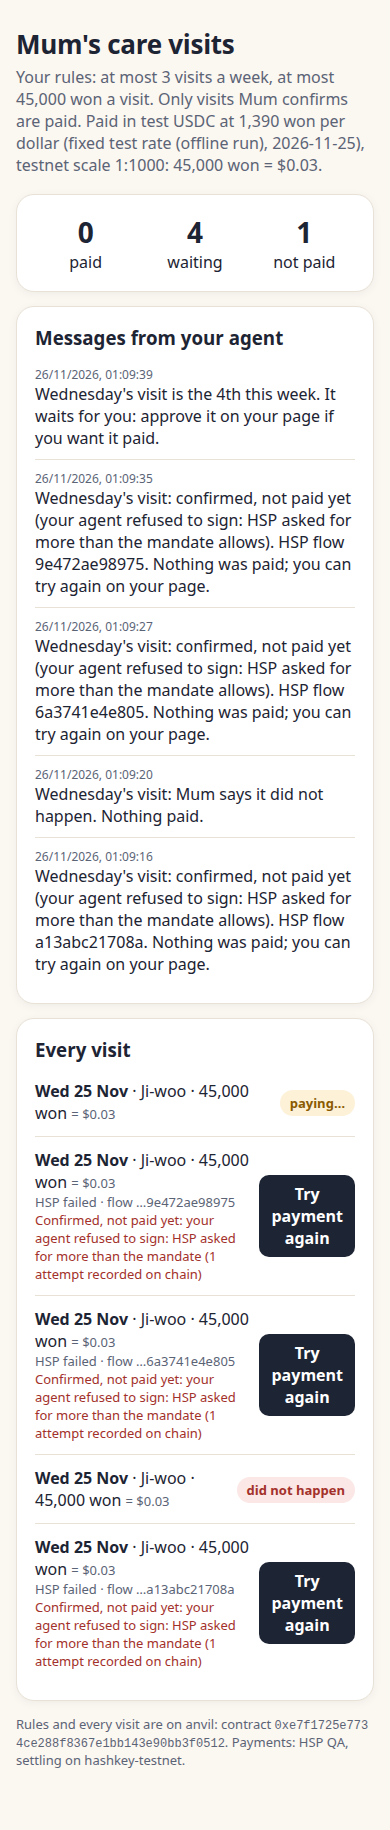 Mum's care visits
Your rules: at most 3 visits a week, at most
45,000 won a visit. Only visits Mum confirms
are paid. Paid in test USDC at 1,390 won per
dollar (fixed test rate (offline run), 2026-11-25),
testnet scale 1:1000: 45,000 won = $0.03.
0
paid
4
waiting
1
not paid
Messages from your agent
26/11/2026, 01:09:39
Wednesday's visit is the 4th this week. It
waits for you: approve it on your page if
you want it paid.
26/11/2026, 01:09:35
Wednesday's visit: confirmed, not paid yet
(your agent refused to sign: HSP asked for
more than the mandate allows). HSP flow
9e472ae98975. Nothing was paid; you can
try again on your page.
26/11/2026, 01:09:27
Wednesday's visit: confirmed, not paid yet
(your agent refused to sign: HSP asked for
more than the mandate allows). HSP flow
6a3741e4e805. Nothing was paid; you can
try again on your page.
26/11/2026, 01:09:20
Wednesday's visit: Mum says it did not
happen. Nothing paid.
26/11/2026, 01:09:16
Wednesday's visit: confirmed, not paid yet
(your agent refused to sign: HSP asked for
more than the mandate allows). HSP flow
a13abc21708a. Nothing was paid; you can
try again on your page.
Every visit
Wed 25 Nov · Ji-woo · 45,000
won = $0.03
paying...
Wed 25 Nov · Ji-woo · 45,000
won = $0.03
HSP failed · flow ...9e472ae98975
Confirmed, not paid yet: your
agent refused to sign: HSP asked
for more than the mandate (1
attempt recorded on chain)
Try
payment
again
Wed 25 Nov · Ji-woo · 45,000
won = $0.03
HSP failed · flow ...6a3741e4e805
Confirmed, not paid yet: your
agent refused to sign: HSP asked
for more than the mandate (1
attempt recorded on chain)
Try
payment
again
Wed 25 Nov · Ji-woo ·
45,000 won = $0.03
did not happen
Wed 25 Nov · Ji-woo · 45,000
won = $0.03
HSP failed · flow ...a13abc21708a
Confirmed, not paid yet: your
agent refused to sign: HSP asked
for more than the mandate (1
attempt recorded on chain)
Try
payment
again
Rules and every visit are on anvil: contract 0xe7f1725e773
4ce288f8367e1bb143e90bb3f0512. Payments: HSP QA,
settling on hashkey-testnet.